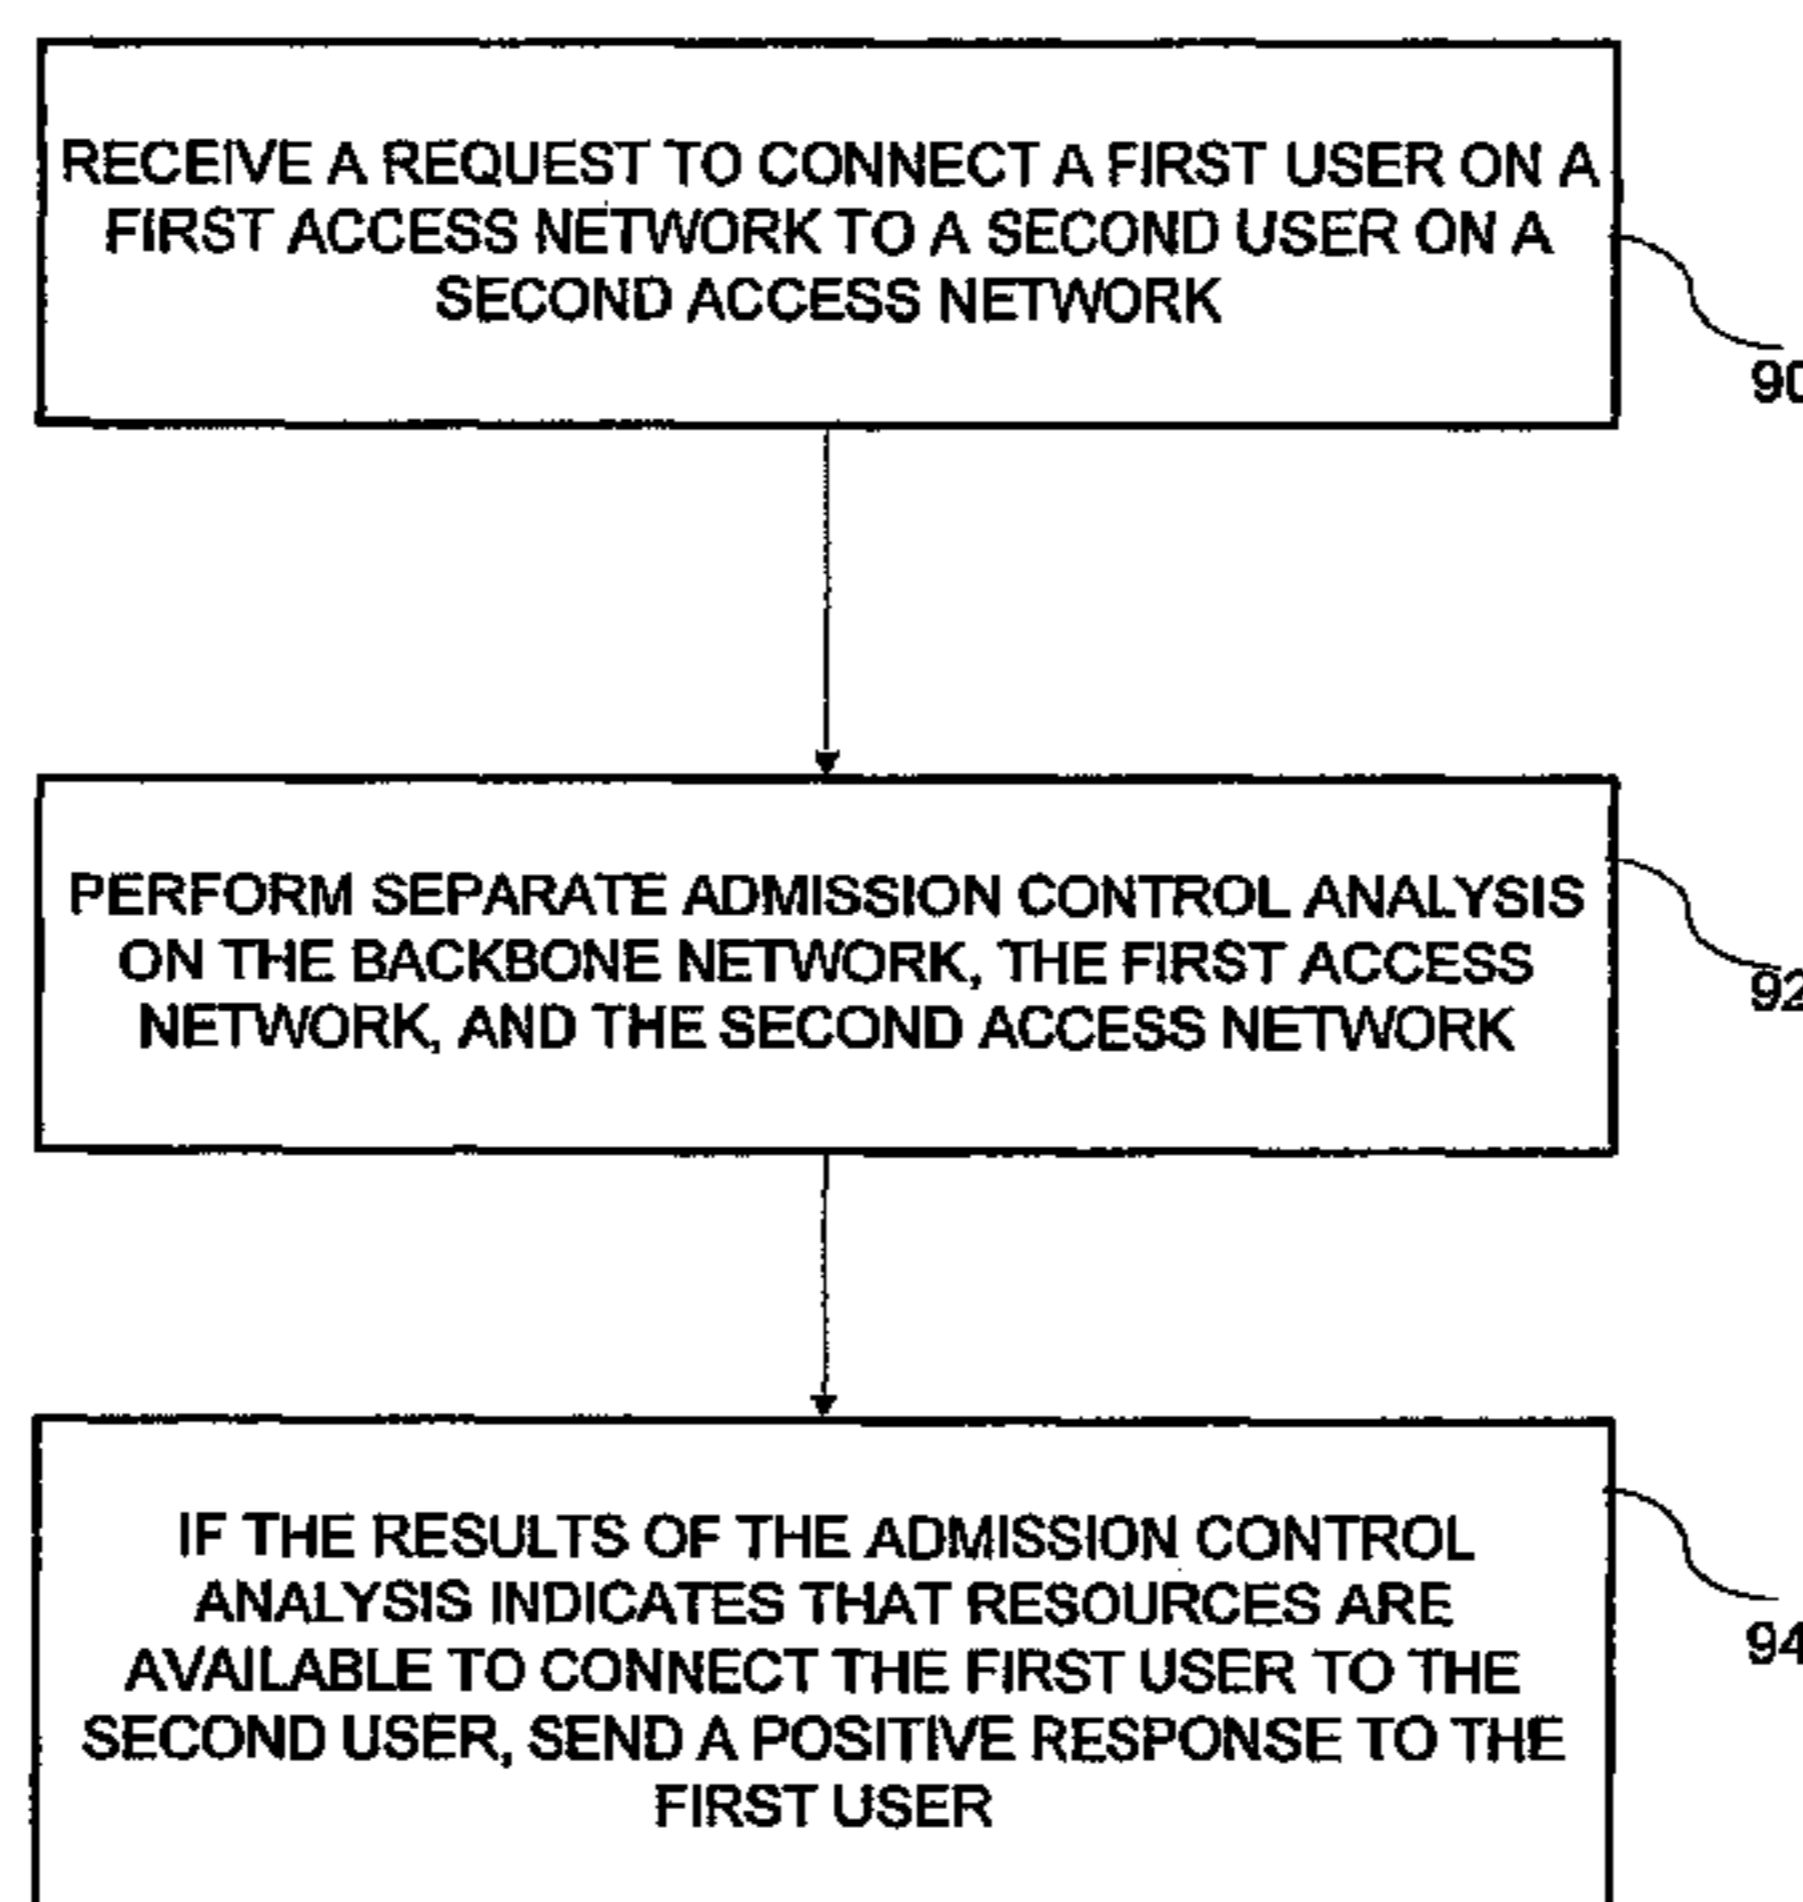 RECEIVE A REQUEST TO CONNECT A FIRST USER ON A
FIRST ACCESS NETWORK TO A SECOND USER ON A
SECOND ACCESS NETWORK
90
PERFORM SEPARATE ADMISSION CONTROL ANALYSIS
ON THE BACKBONE NETWORK, THE FIRST ACCESS
NETWORK, AND THE SECOND ACCESS NETWORK
92
IF THE RESULTS OF THE ADMISSION CONTROL
ANALYSIS INDICATES THAT RESOURCES ARE
AVAILABLE TO CONNECT THE FIRST USER TO THE
SECOND USER, SEND A POSITIVE RESPONSE TO THE
FIRST USER
94